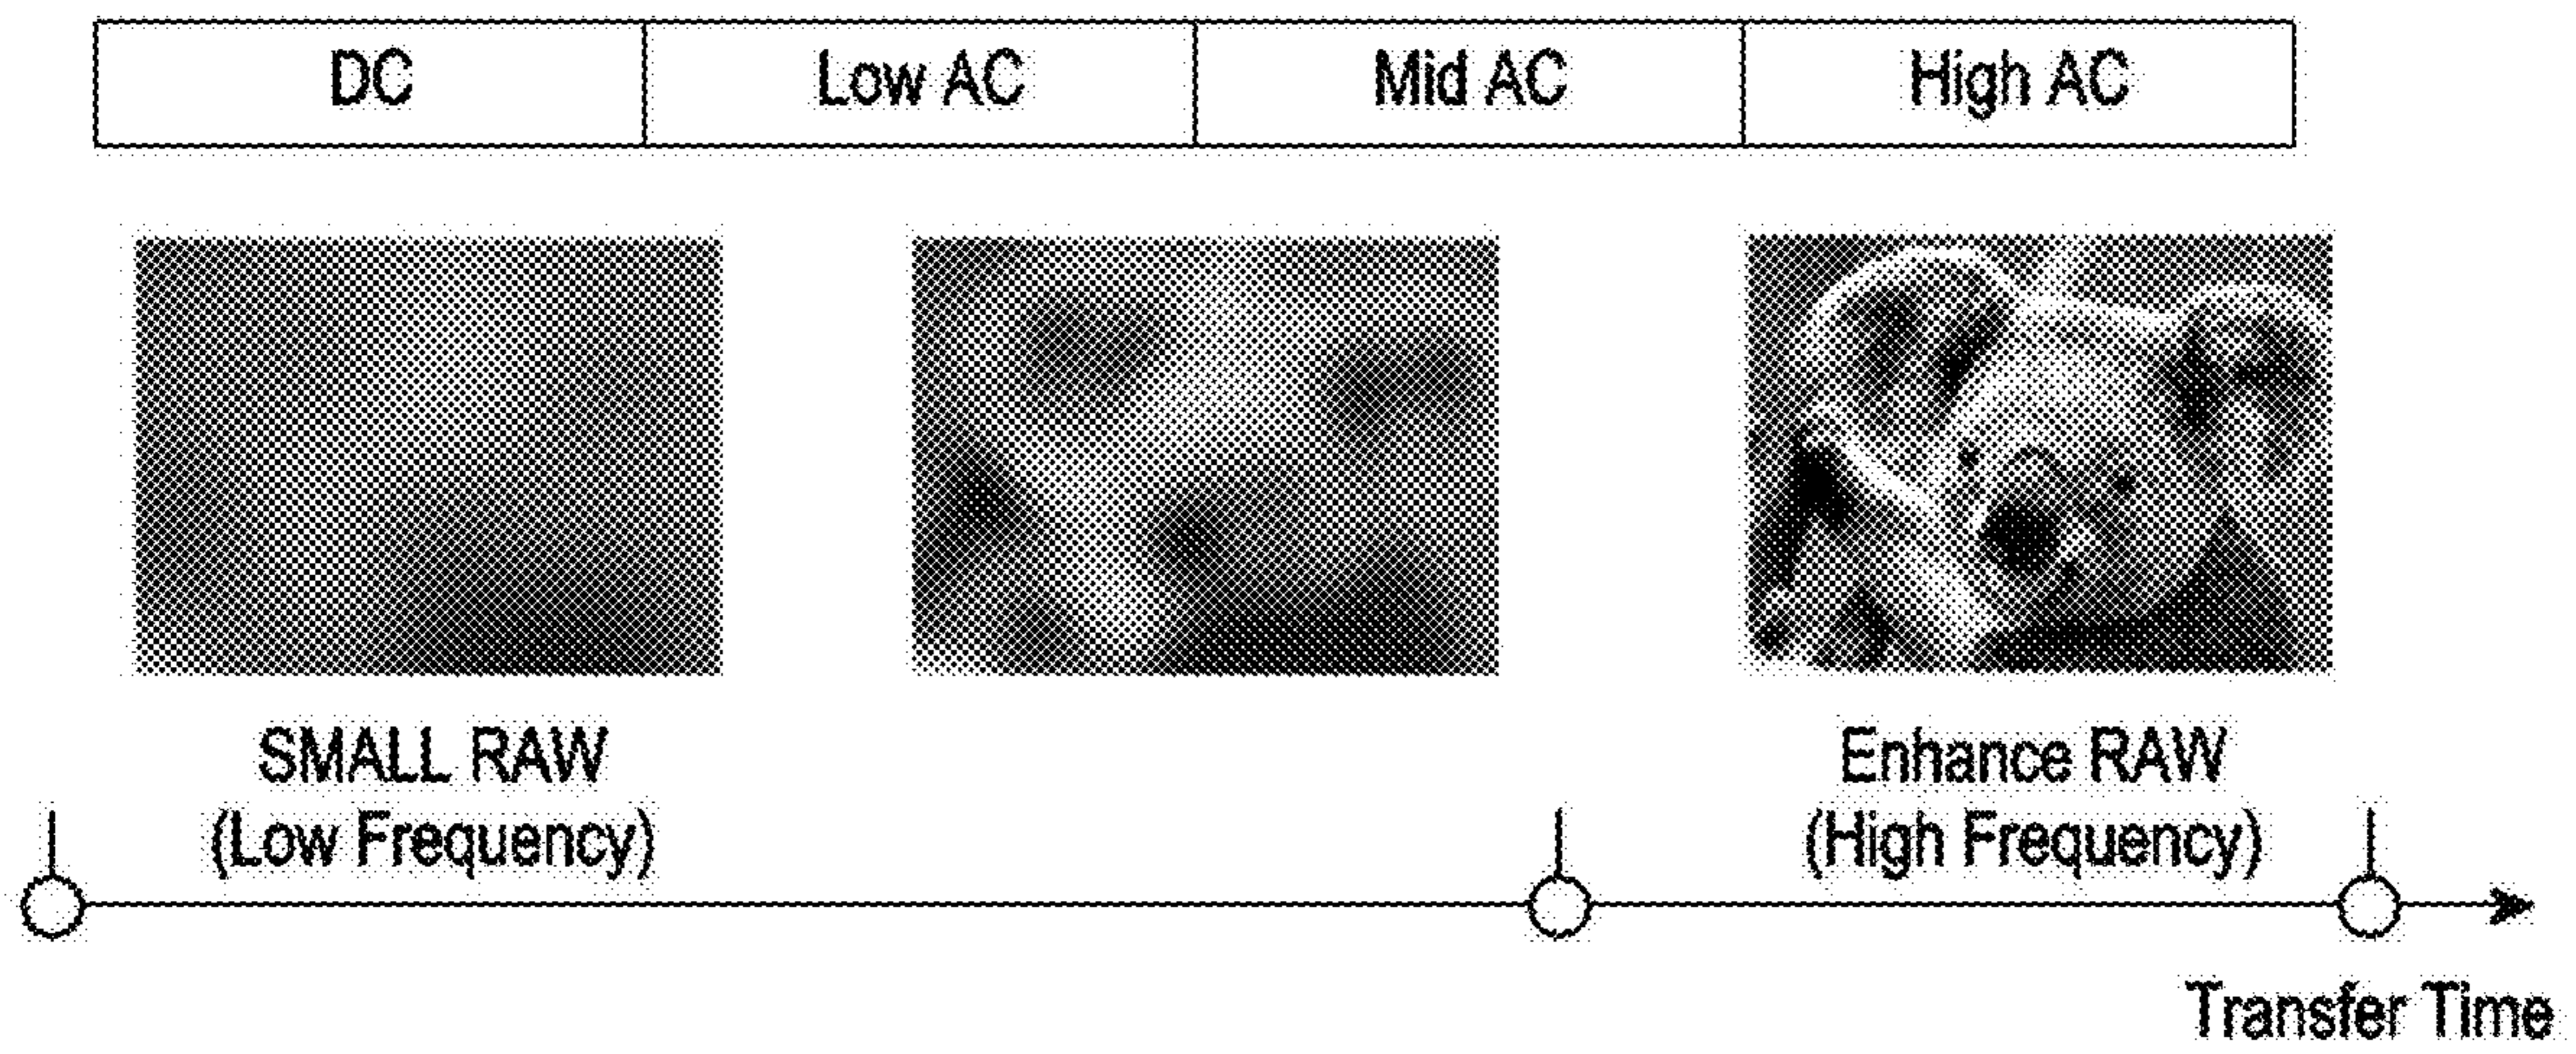 DC Low AC Mid AC High AC
SMALL RAW
(Low Frequency)
Enhance RAW
(High Frequency)
Transfer Time